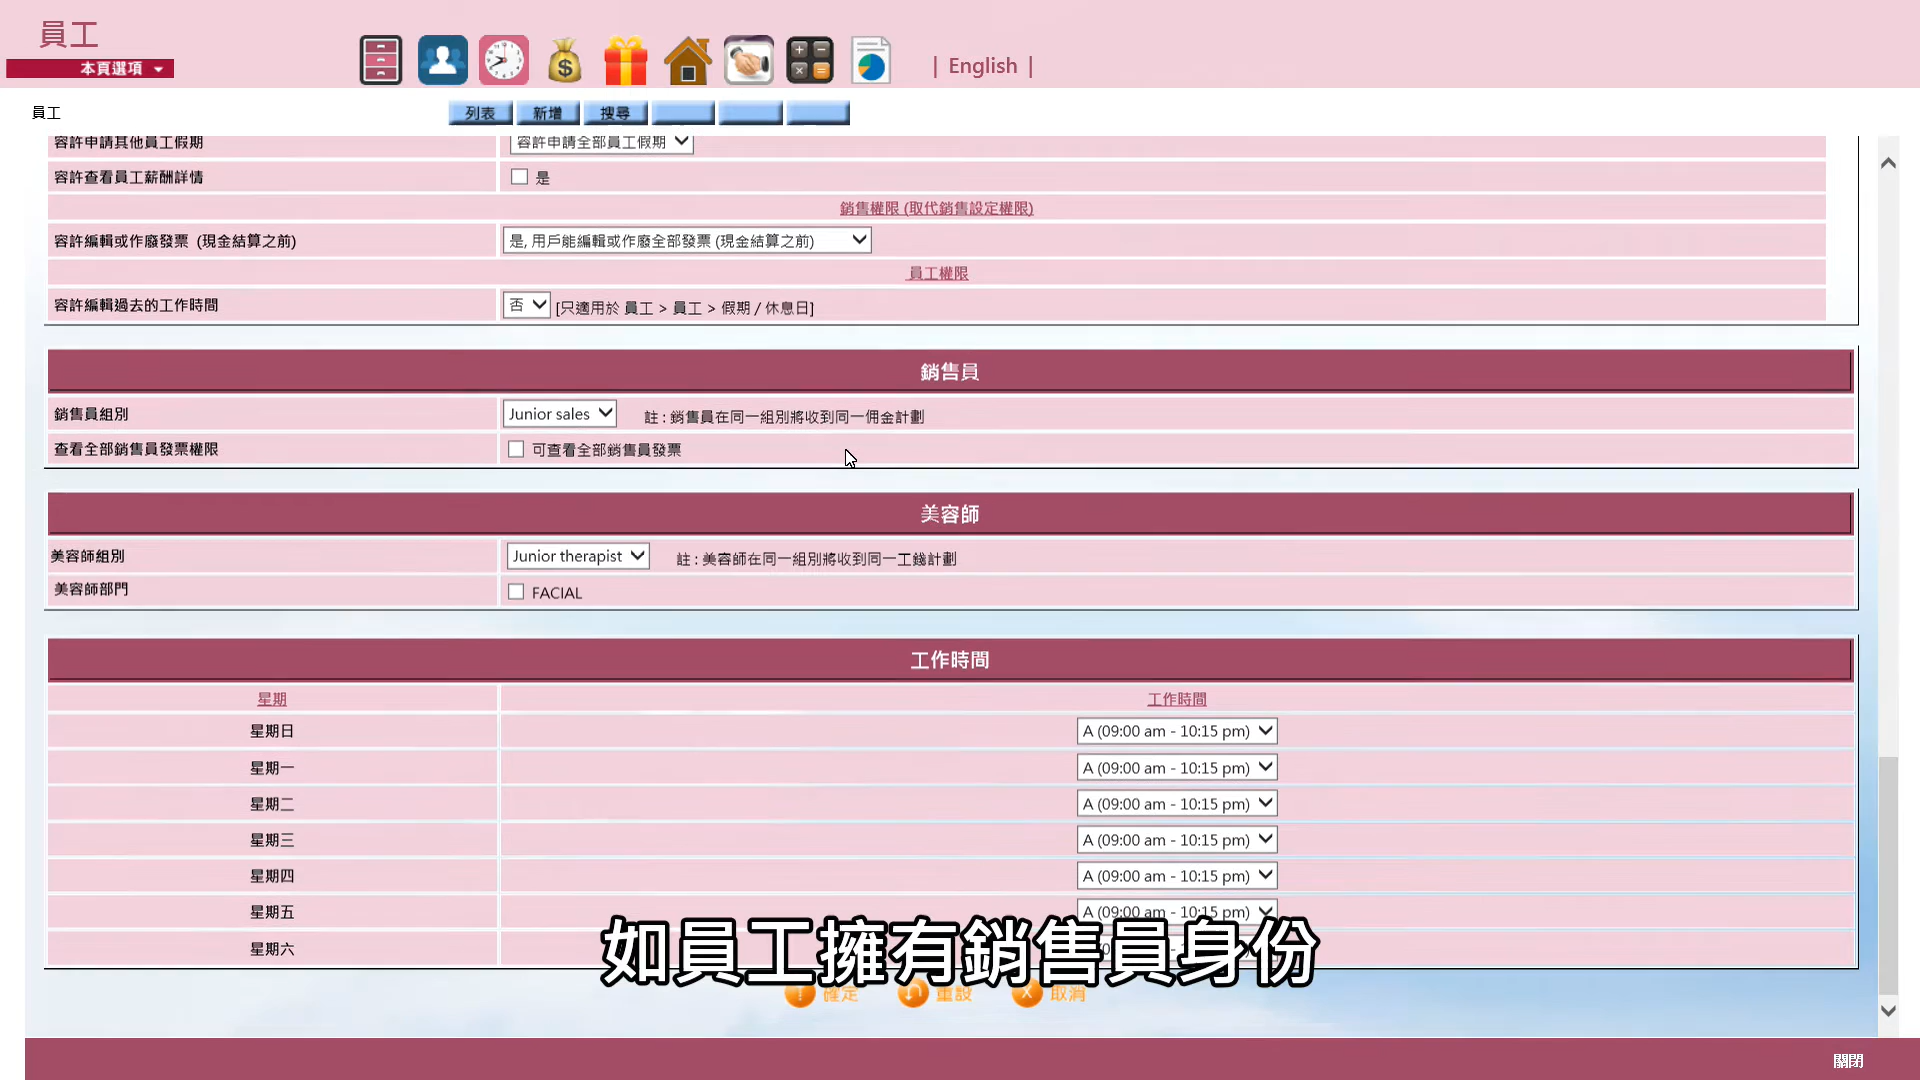 員工
本頁選項
| English |
員工
列表 新增 搜尋
容許申請其他員工假期 容許申請全部員工假期
容許查看員工薪酬詳情 是
銷售權限 (取代銷售設定權限)
容許編輯或作廢發票 (現金結算之前) 是, 用戶能編輯或作廢全部發票 (現金結算之前)
員工權限
容許編輯過去的工作時間 否 [只適用於 員工 > 員工 > 假期 / 休息日]
銷售員
銷售員組別 Junior sales 註 : 銷售員在同一組別將收到同一佣金計劃
查看全部銷售員發票權限 可查看全部銷售員發票
美容師
美容師組別 Junior therapist 註 : 美容師在同一組別將收到同一工錢計劃
美容師部門 FACIAL
工作時間
星期 工作時間
星期日 A (09:00 am - 10:15 pm)
星期一 A (09:00 am - 10:15 pm)
星期二 A (09:00 am - 10:15 pm)
星期三 A (09:00 am - 10:15 pm)
星期四 A (09:00 am - 10:15 pm)
星期五 A (09:00 am - 10:15 pm)
星期六
如員工擁有銷售員身份
確定 重設 取消
關閉